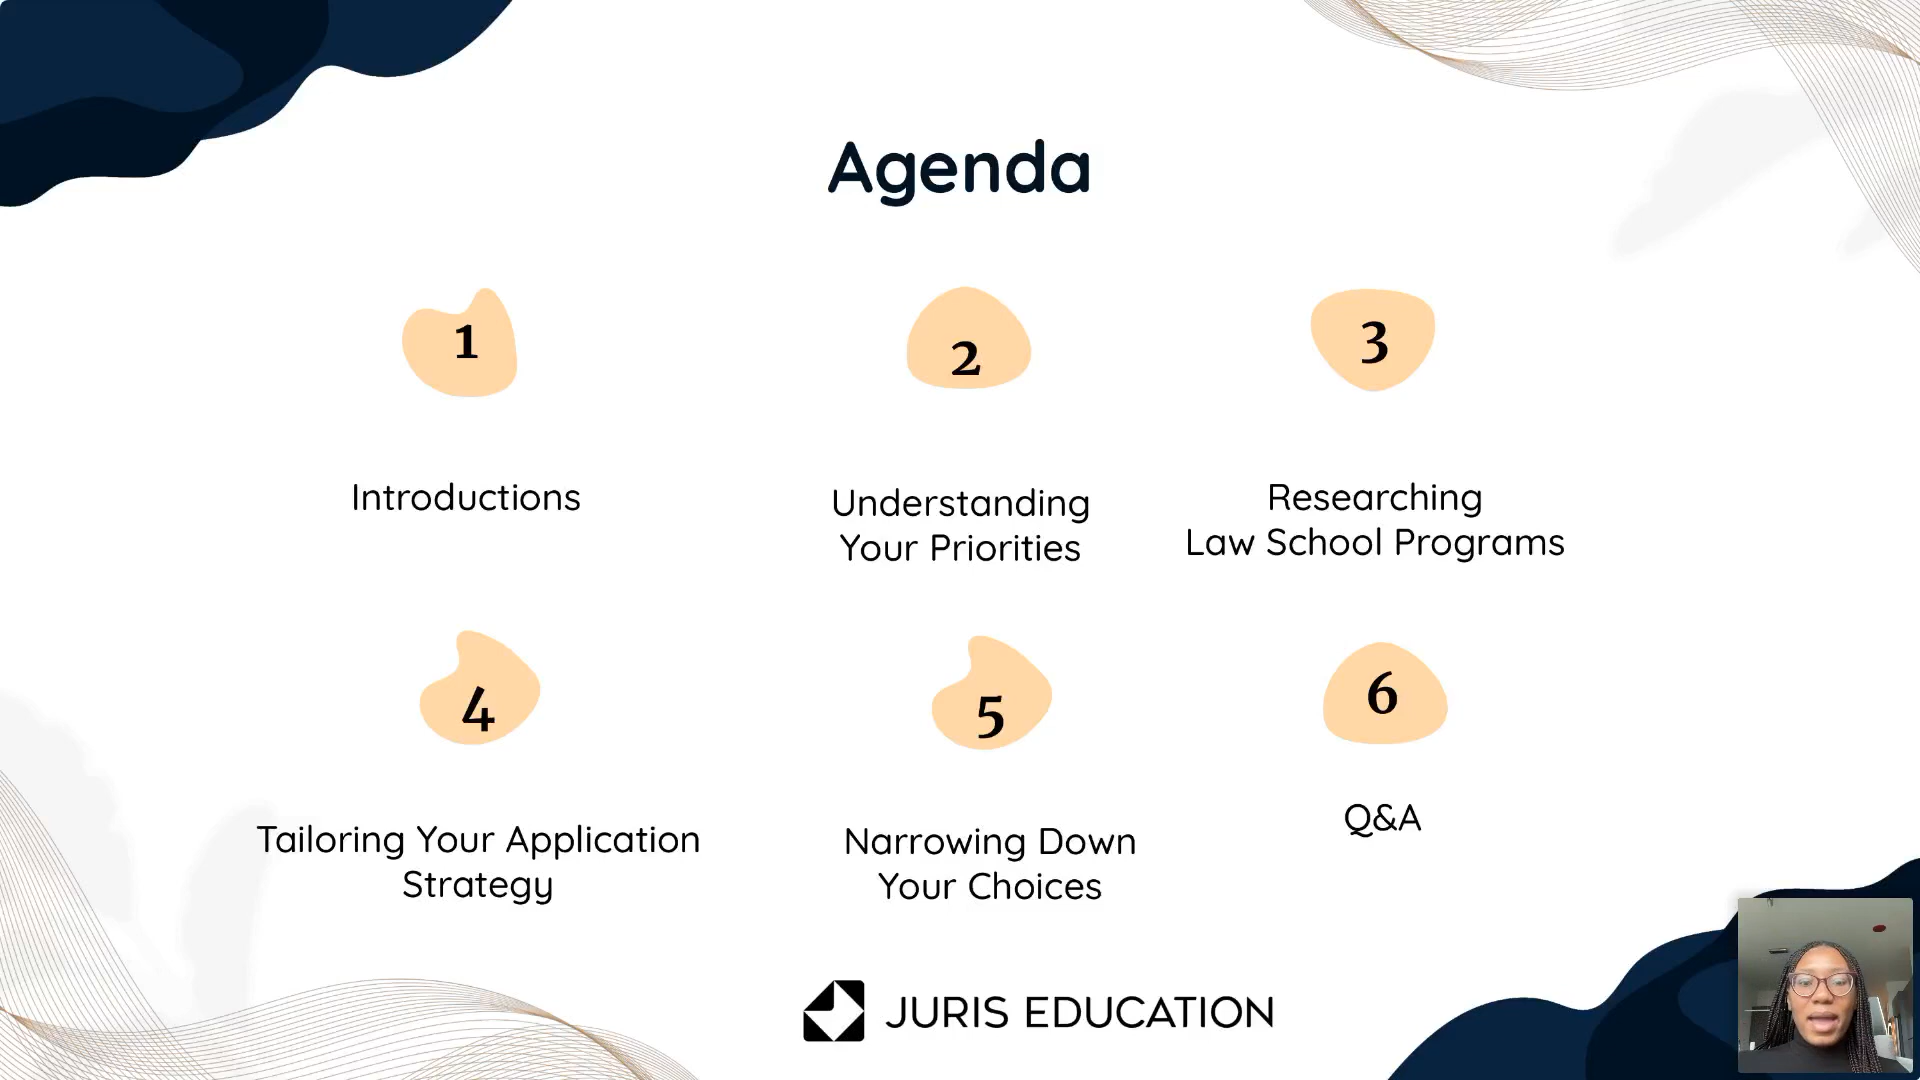 Agenda
1
Introductions
2
Understanding
Your Priorities
3
Researching
Law School Programs
4
Tailoring Your Application
Strategy
5
Narrowing Down
Your Choices
6
Q&A
JURIS EDUCATION